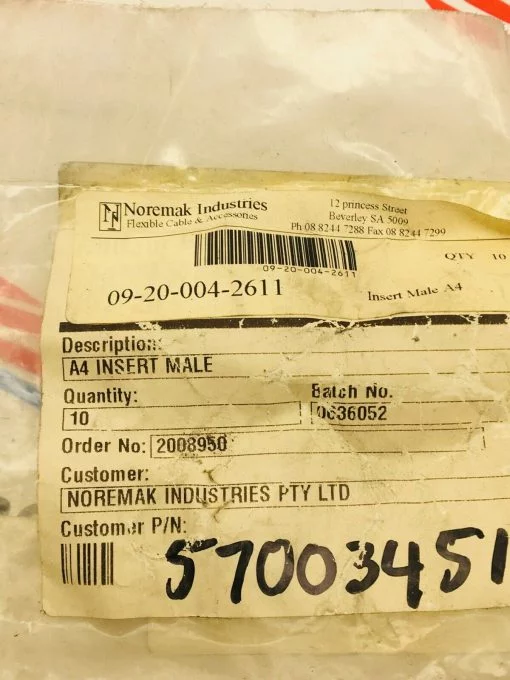 Noremak Industries
Flexible Cable & Accessories
12 princess Street
Beverley SA 5009
Ph 08 8244 7288 Fax 08 8244 7299
09-20-004-2611
QTY 10
09-20-004-2611
Insert Male A4
Description:
A4 INSERT MALE
Quantity:
10
Batch No.
0636052
Order No: 2008950
Customer:
NOREMAK INDUSTRIES PTY LTD
Customer P/N:
57003451